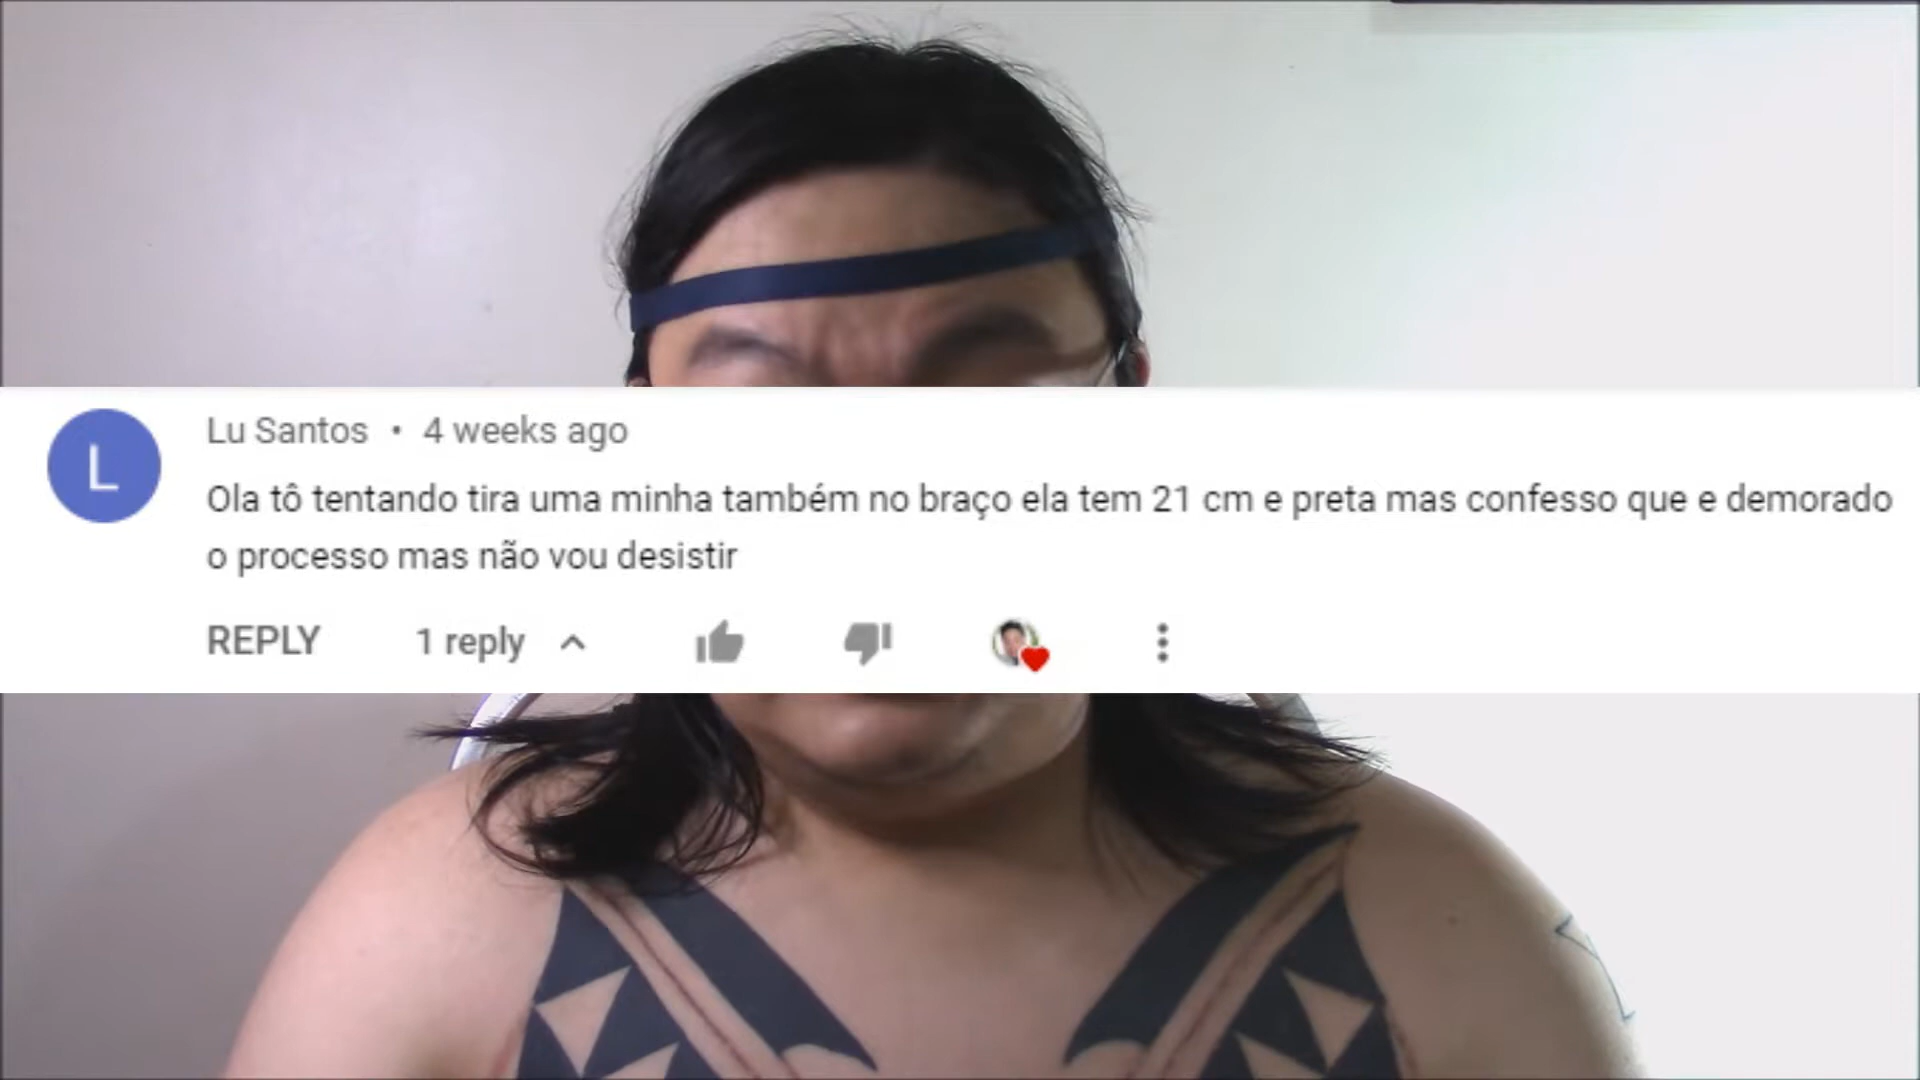 Lu Santos • 4 weeks ago
Ola tô tentando tira uma minha também no braço ela tem 21 cm e preta mas confesso que e demorado
o processo mas não vou desistir
REPLY 1 reply
L